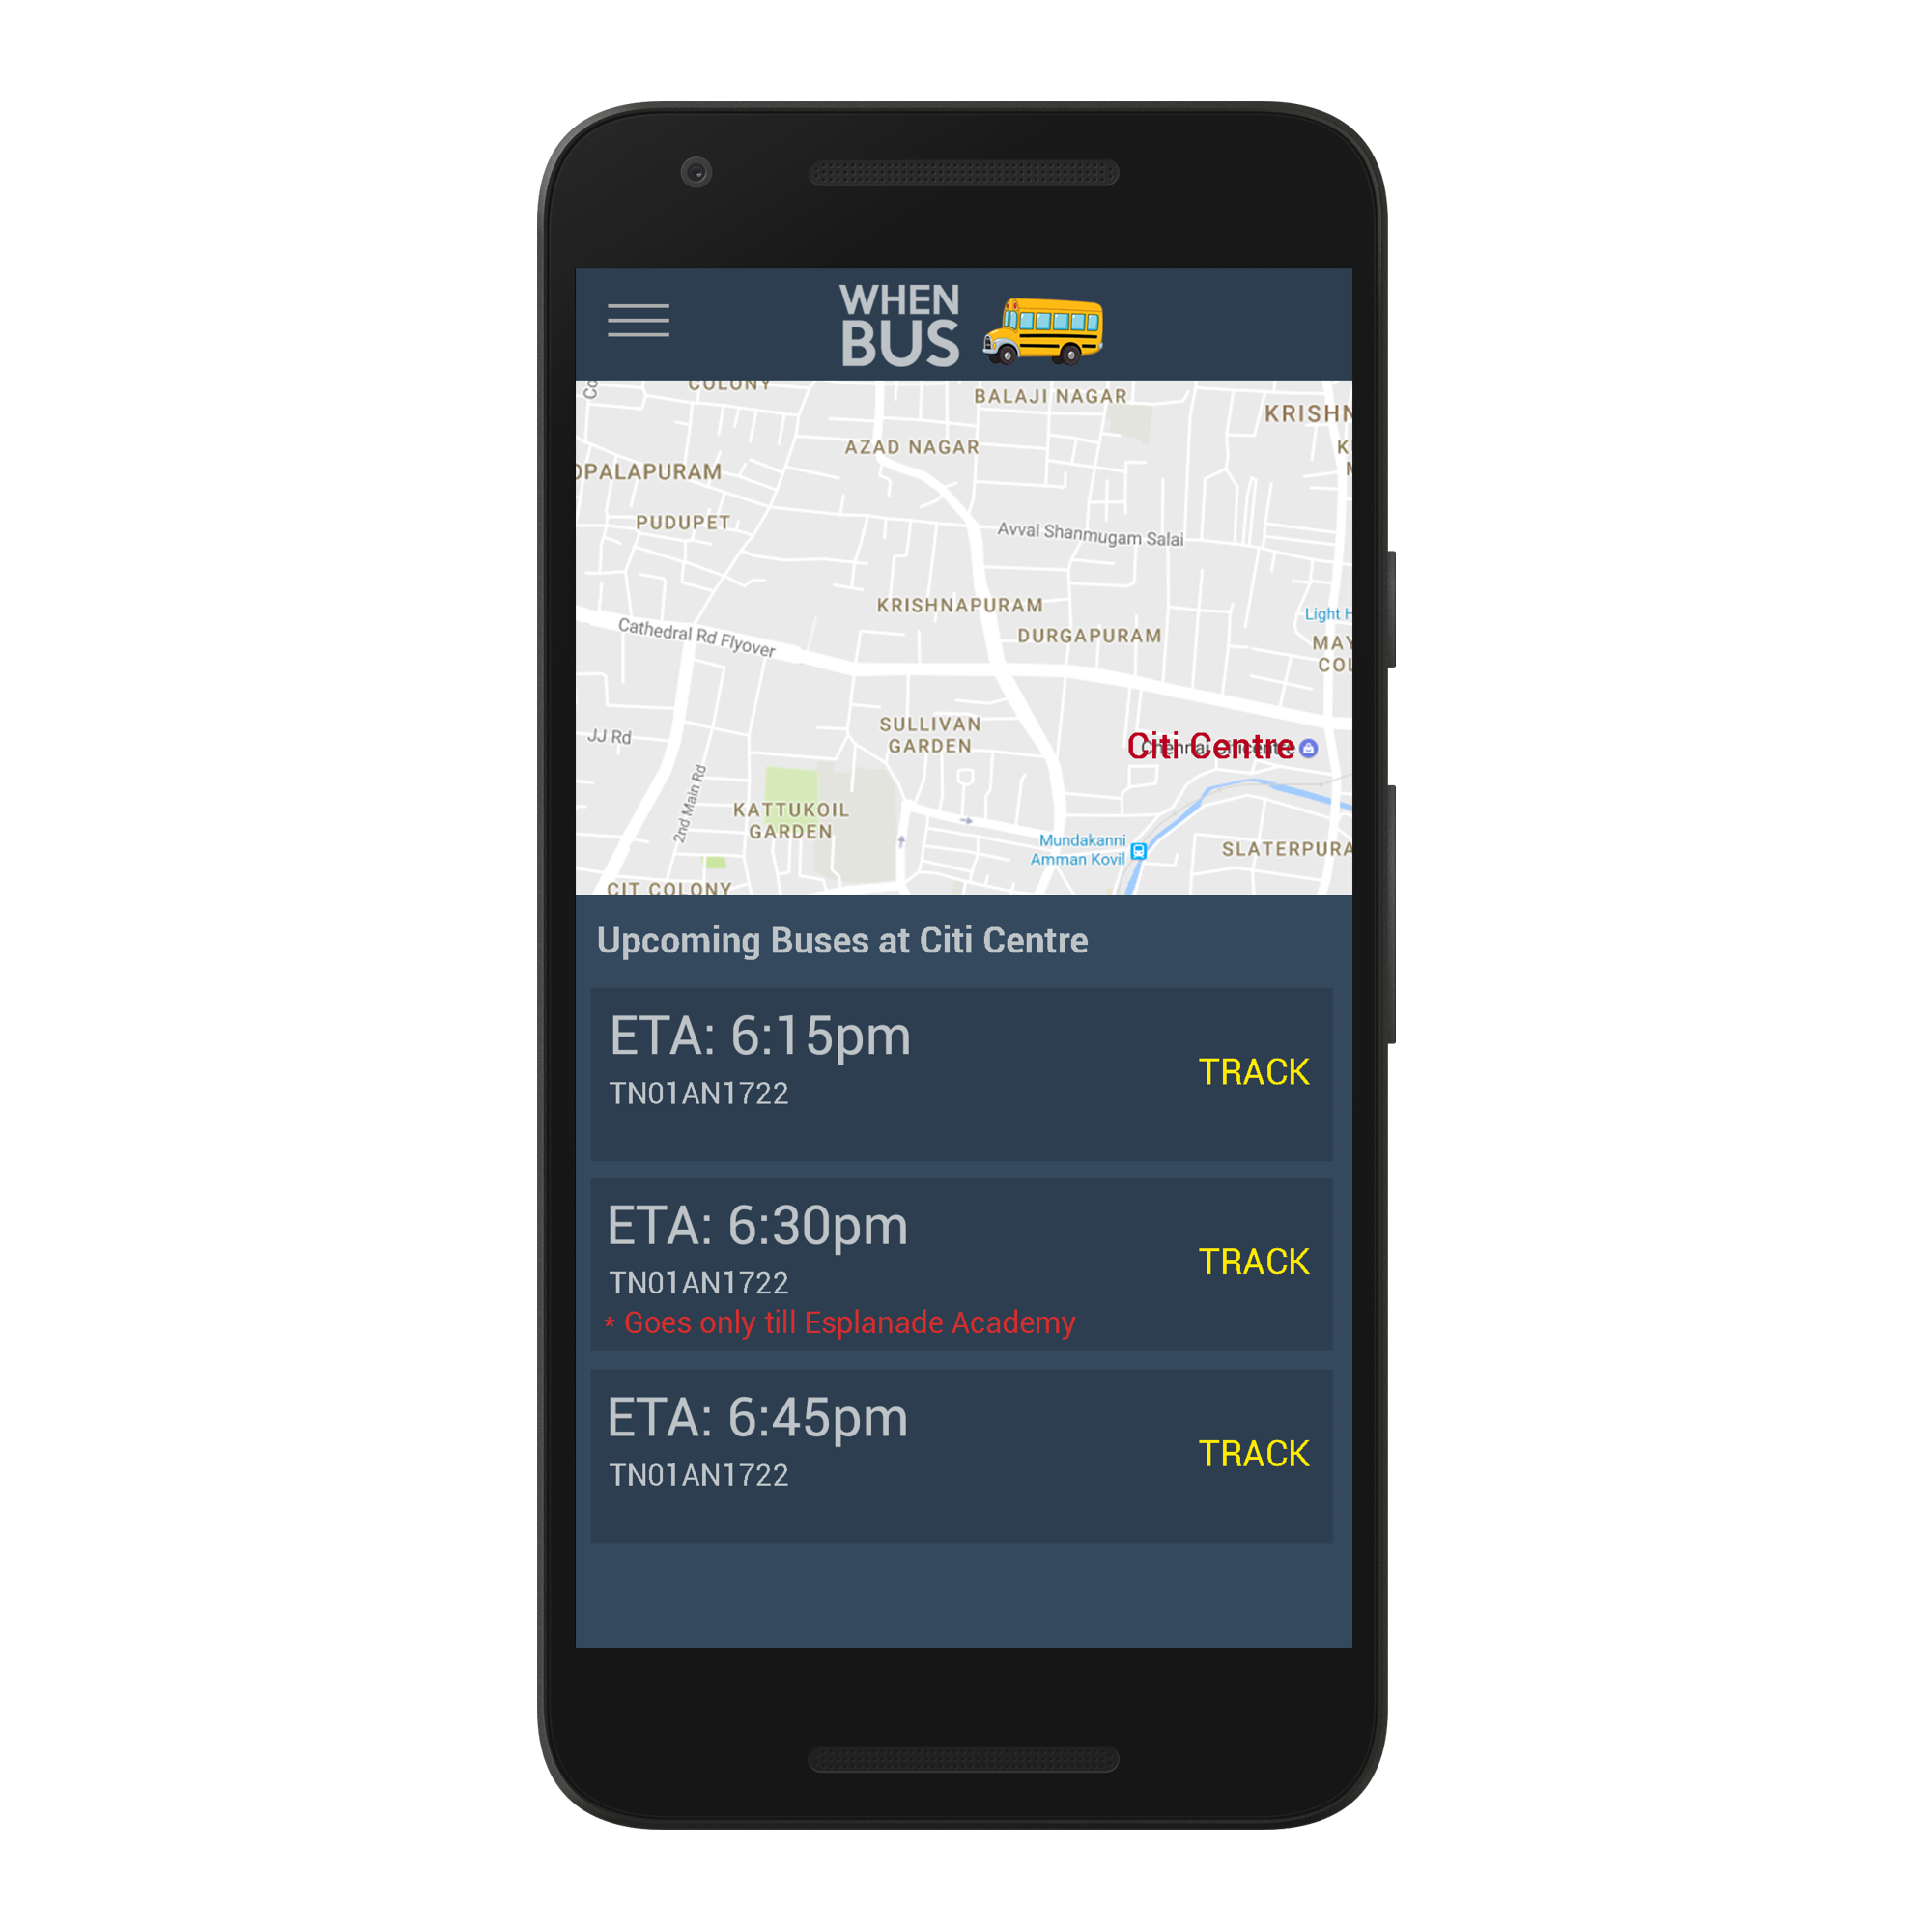 WHEN
BUS
COLONY
BALAJI NAGAR
KRISHN
AZAD NAGAR
OPALAPURAM
PUDUPET
Avvai Shanmugam Salai
KRISHNAPURAM
Light H
Cathedral Rd Flyover
DURGAPURAM
MAY
COL
SULLIVAN
GARDEN
JJ Rd
Citi Centre
2nd Main Rd
KATTUKOIL
GARDEN
Mundakanni
Amman Kovil
SLATERPURA
CIT COLONY
Upcoming Buses at Citi Centre
ETA: 6:15pm
TN01AN1722
TRACK
ETA: 6:30pm
TN01AN1722
* Goes only till Esplanade Academy
TRACK
ETA: 6:45pm
TN01AN1722
TRACK